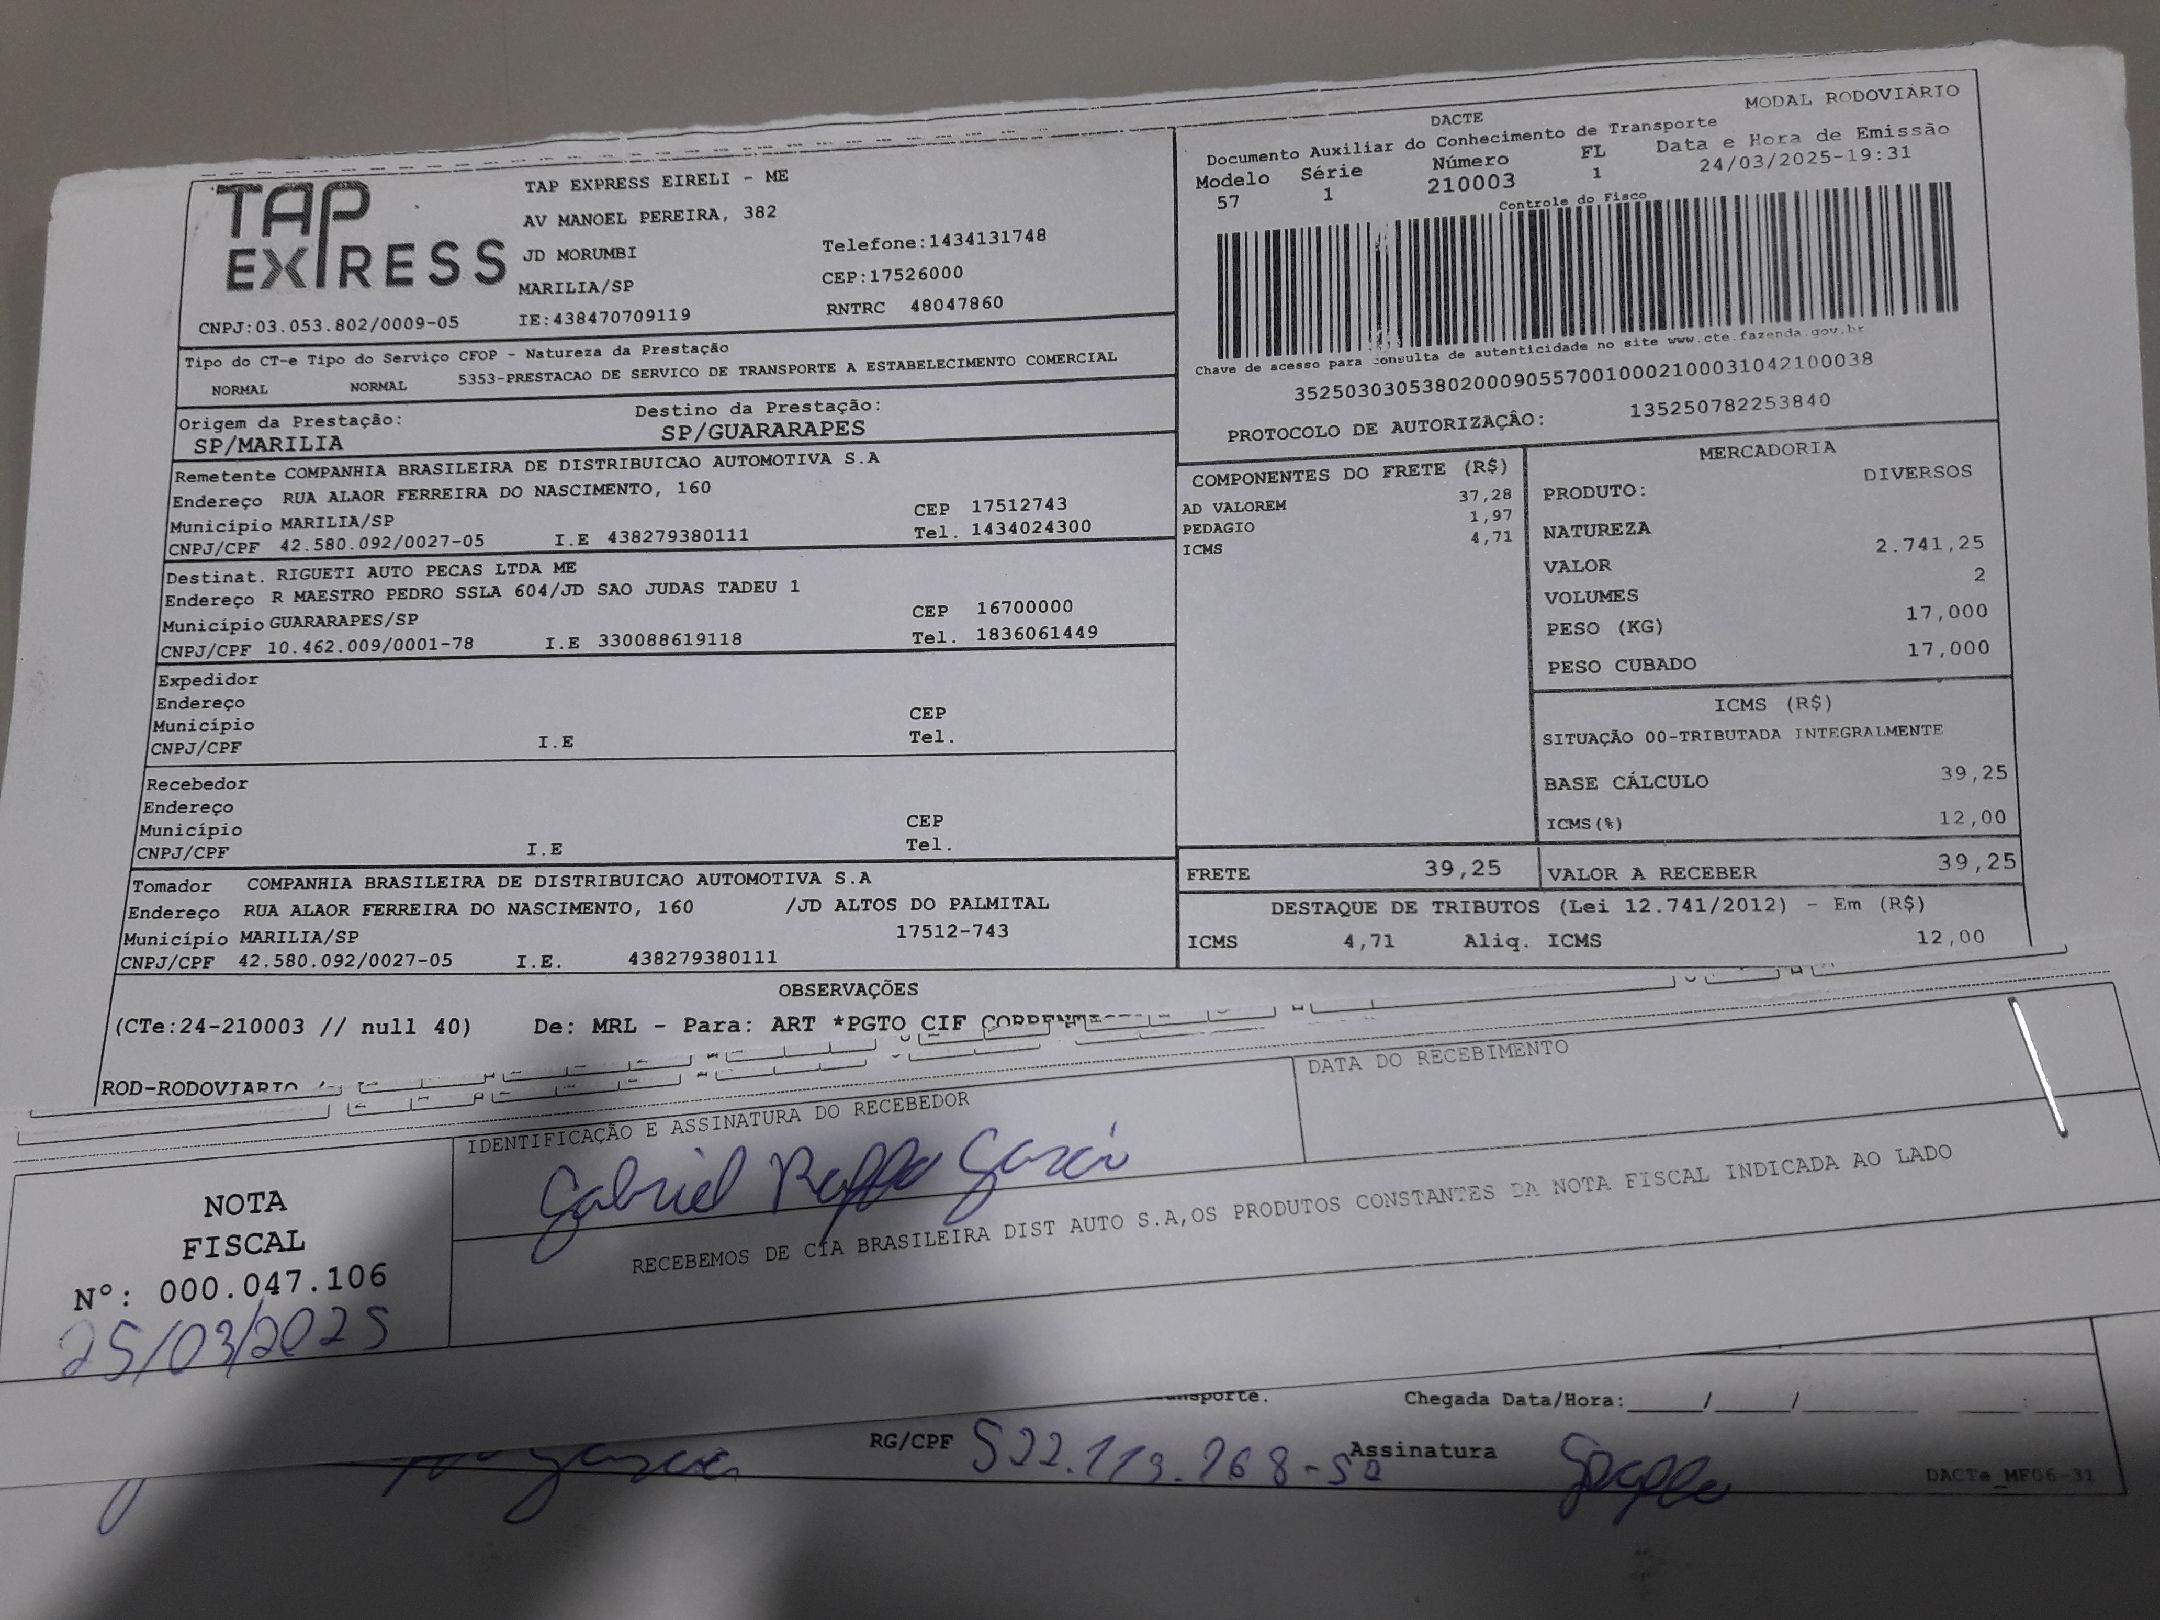 TAP EXPRESS
TAP EXPRESS EIRELI - ME
AV MANOEL PEREIRA, 382
JD MORUMBI Telefone:1434131748
MARILIA/SP CEP:17526000
CNPJ:03.053.802/0009-05 IE:438470709119 RNTRC 48047860
DACTE MODAL RODOVIÁRIO
Documento Auxiliar do Conhecimento de Transporte
Modelo Série Número FL Data e Hora de Emissão
57 1 210003 1 24/03/2025-19:31
Controle do Fisco
Chave de acesso para consulta de autenticidade no site www.cte.fazenda.gov.br
35250303053802000905570010002100031042100038
PROTOCOLO DE AUTORIZAÇÂO: 135250782253840
Tipo do CT-e Tipo do Serviço CFOP - Natureza da Prestação
NORMAL NORMAL 5353-PRESTACAO DE SERVICO DE TRANSPORTE A ESTABELECIMENTO COMERCIAL
Origem da Prestação: Destino da Prestação:
SP/MARILIA SP/GUARARAPES
Remetente COMPANHIA BRASILEIRA DE DISTRIBUICAO AUTOMOTIVA S.A
Endereço RUA ALAOR FERREIRA DO NASCIMENTO, 160
Município MARILIA/SP CEP 17512743
CNPJ/CPF 42.580.092/0027-05 I.E 438279380111 Tel. 1434024300
Destinat. RIGUETI AUTO PECAS LTDA ME
Endereço R MAESTRO PEDRO SSLA 604/JD SAO JUDAS TADEU 1
Município GUARARAPES/SP CEP 16700000
CNPJ/CPF 10.462.009/0001-78 I.E 330088619118 Tel. 1836061449
Expedidor
Endereço
Município CEP
CNPJ/CPF I.E Tel.
Recebedor
Endereço
Município CEP
CNPJ/CPF I.E Tel.
Tomador COMPANHIA BRASILEIRA DE DISTRIBUICAO AUTOMOTIVA S.A
Endereço RUA ALAOR FERREIRA DO NASCIMENTO, 160 /JD ALTOS DO PALMITAL
Município MARILIA/SP 17512-743
CNPJ/CPF 42.580.092/0027-05 I.E. 438279380111
COMPONENTES DO FRETE (R$)
AD VALOREM 37,28
PEDAGIO 1,97
ICMS 4,71
MERCADORIA
PRODUTO: DIVERSOS
NATUREZA
VALOR 2.741,25
VOLUMES 2
PESO (KG) 17,000
PESO CUBADO 17,000
ICMS (R$)
SITUAÇÃO 00-TRIBUTADA INTEGRALMENTE
BASE CÁLCULO 39,25
ICMS(%) 12,00
FRETE 39,25 VALOR A RECEBER 39,25
DESTAQUE DE TRIBUTOS (Lei 12.741/2012) - Em (R$)
ICMS 4,71 Aliq. ICMS 12,00
OBSERVAÇÕES
(CTe:24-210003 // null 40) De: MRL - Para: ART *PGTO CIF
ROD-RODOVIARIO
IDENTIFICAÇÃO E ASSINATURA DO RECEBEDOR DATA DO RECEBIMENTO
Gabriel
RECEBEMOS DE CIA BRASILEIRA DIST AUTO S.A,OS PRODUTOS CONSTANTES DA NOTA FISCAL INDICADA AO LADO
NOTA
FISCAL
N°: 000.047.106
25/03/2025
Chegada Data/Hora:____/____/____ ____:____
RG/CPF Assinatura